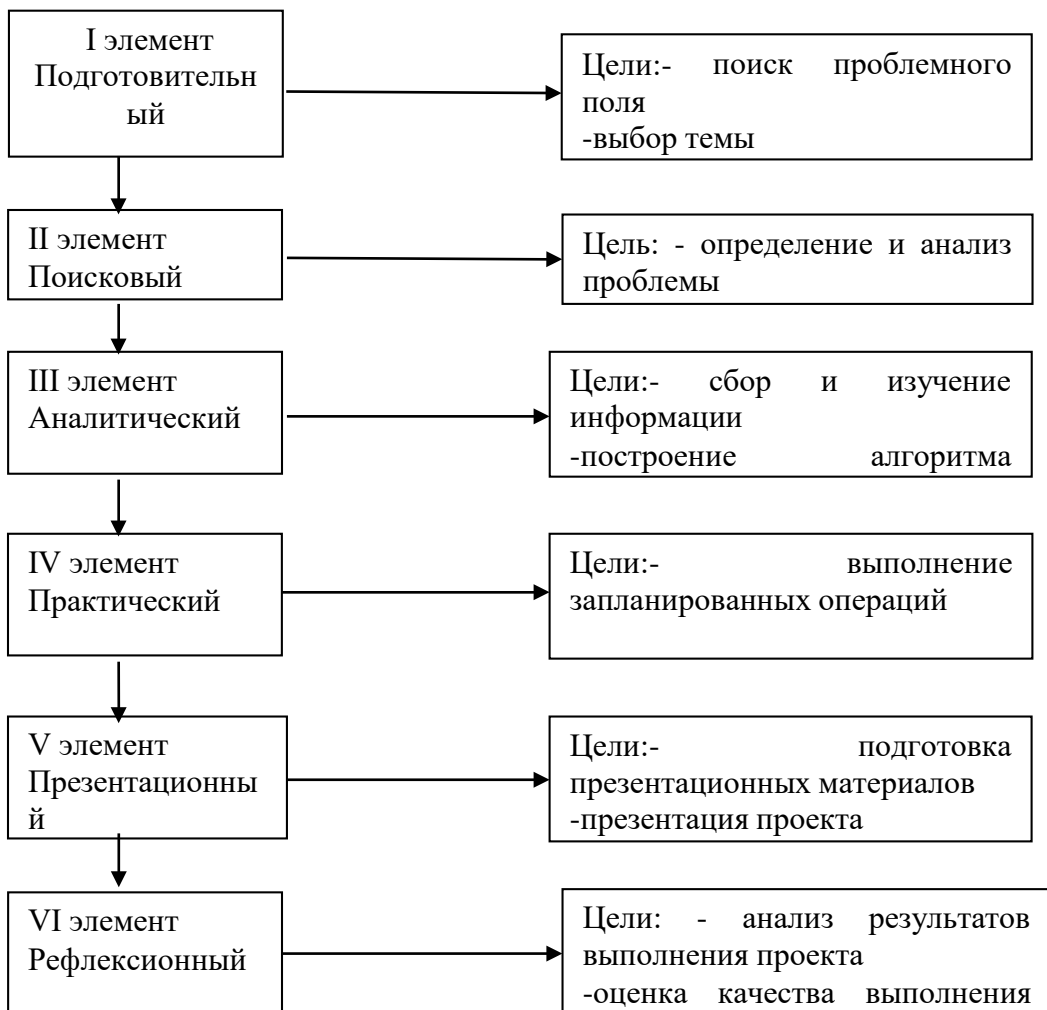 I элемент
Подготовительн
ый
Цели:- поиск проблемного
поля
-выбор темы
II элемент
Поисковый
Цель: - определение и анализ
проблемы
III элемент
Аналитический
Цели:- сбор и изучение
информации
-построение алгоритма
IV элемент
Практический
Цели:- выполнение
запланированных операций
V элемент
Презентационны
й
Цели:- подготовка
презентационных материалов
-презентация проекта
VI элемент
Рефлексионный
Цели: - анализ результатов
выполнения проекта
-оценка качества выполнения